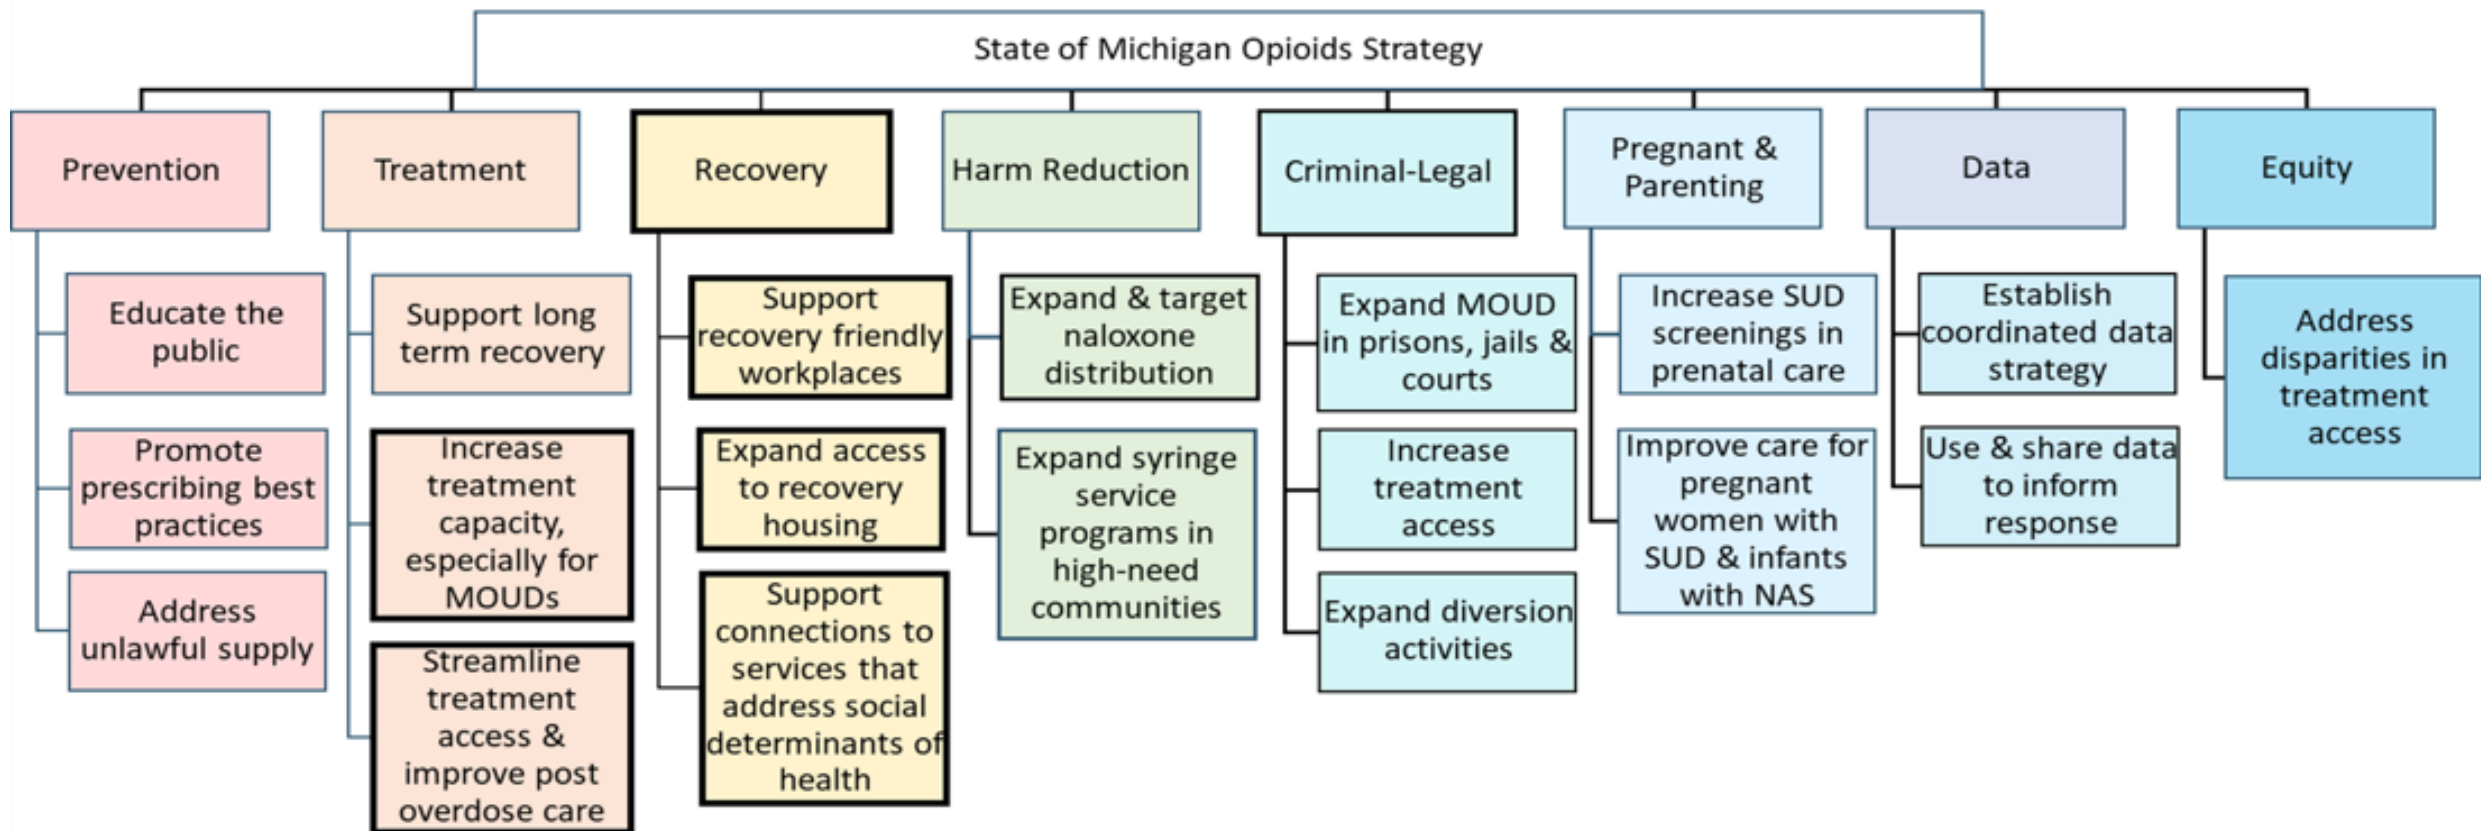 State of Michigan Opioids Strategy
Prevention
Treatment
Recovery
Harm Reduction
Criminal-Legal
Pregnant &
Parenting
Data
Equity
Educate the
public
Promote
prescribing best
practices
Address
unlawful supply
Support long
term recovery
Increase
treatment
capacity,
especially for
MOUDs
Streamline
treatment
access &
improve post
overdose care
Support
recovery friendly
workplaces
Expand access
to recovery
housing
Support
connections to
services that
address social
determinants of
health
Expand & target
naloxone
distribution
Expand syringe
service
programs in
high-need
communities
Expand MOUD
in prisons, jails &
courts
Increase
treatment
access
Expand diversion
activities
Increase SUD
screenings in
prenatal care
Improve care for
pregnant
women with
SUD & infants
with NAS
Establish
coordinated data
strategy
Use & share data
to inform
response
Address
disparities in
treatment
access